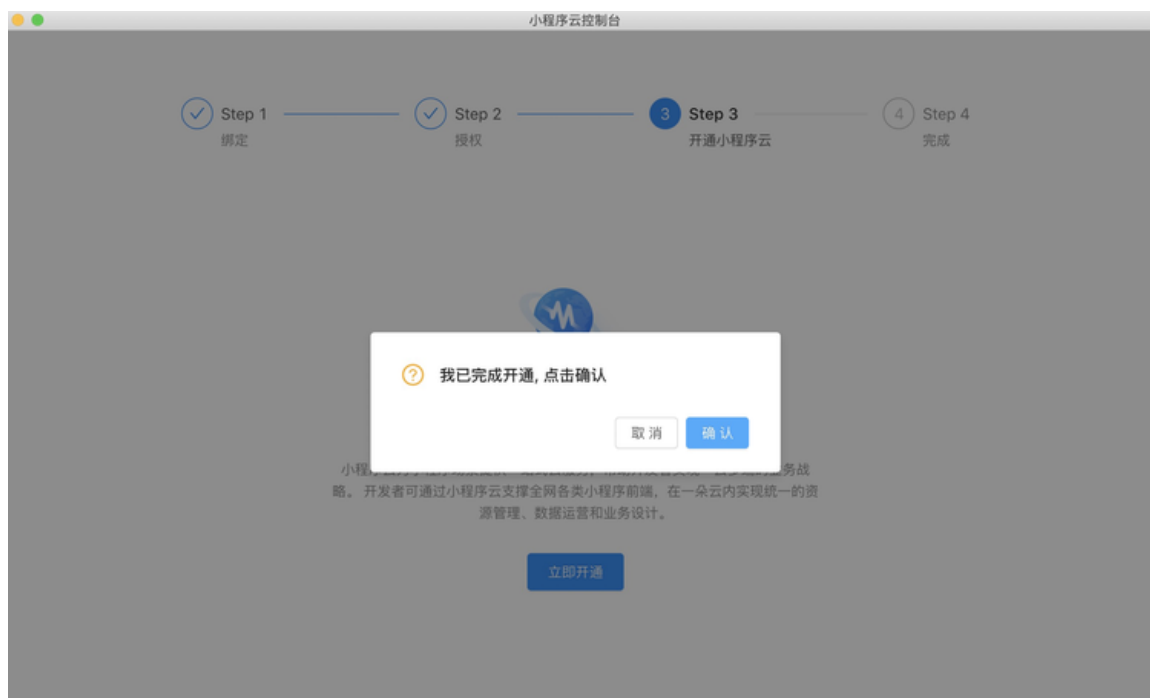 小程序云控制台
Step 1
绑定
Step 2
授权
3
Step 3
开通小程序云
4
Step 4
完成
我已完成开通, 点击确认
取 消
确 认
小程
务战
略。 开发者可通过小程序云支撑全网各类小程序前端，在一朵云内实现统一的资
源管理、数据运营和业务设计。
立即开通